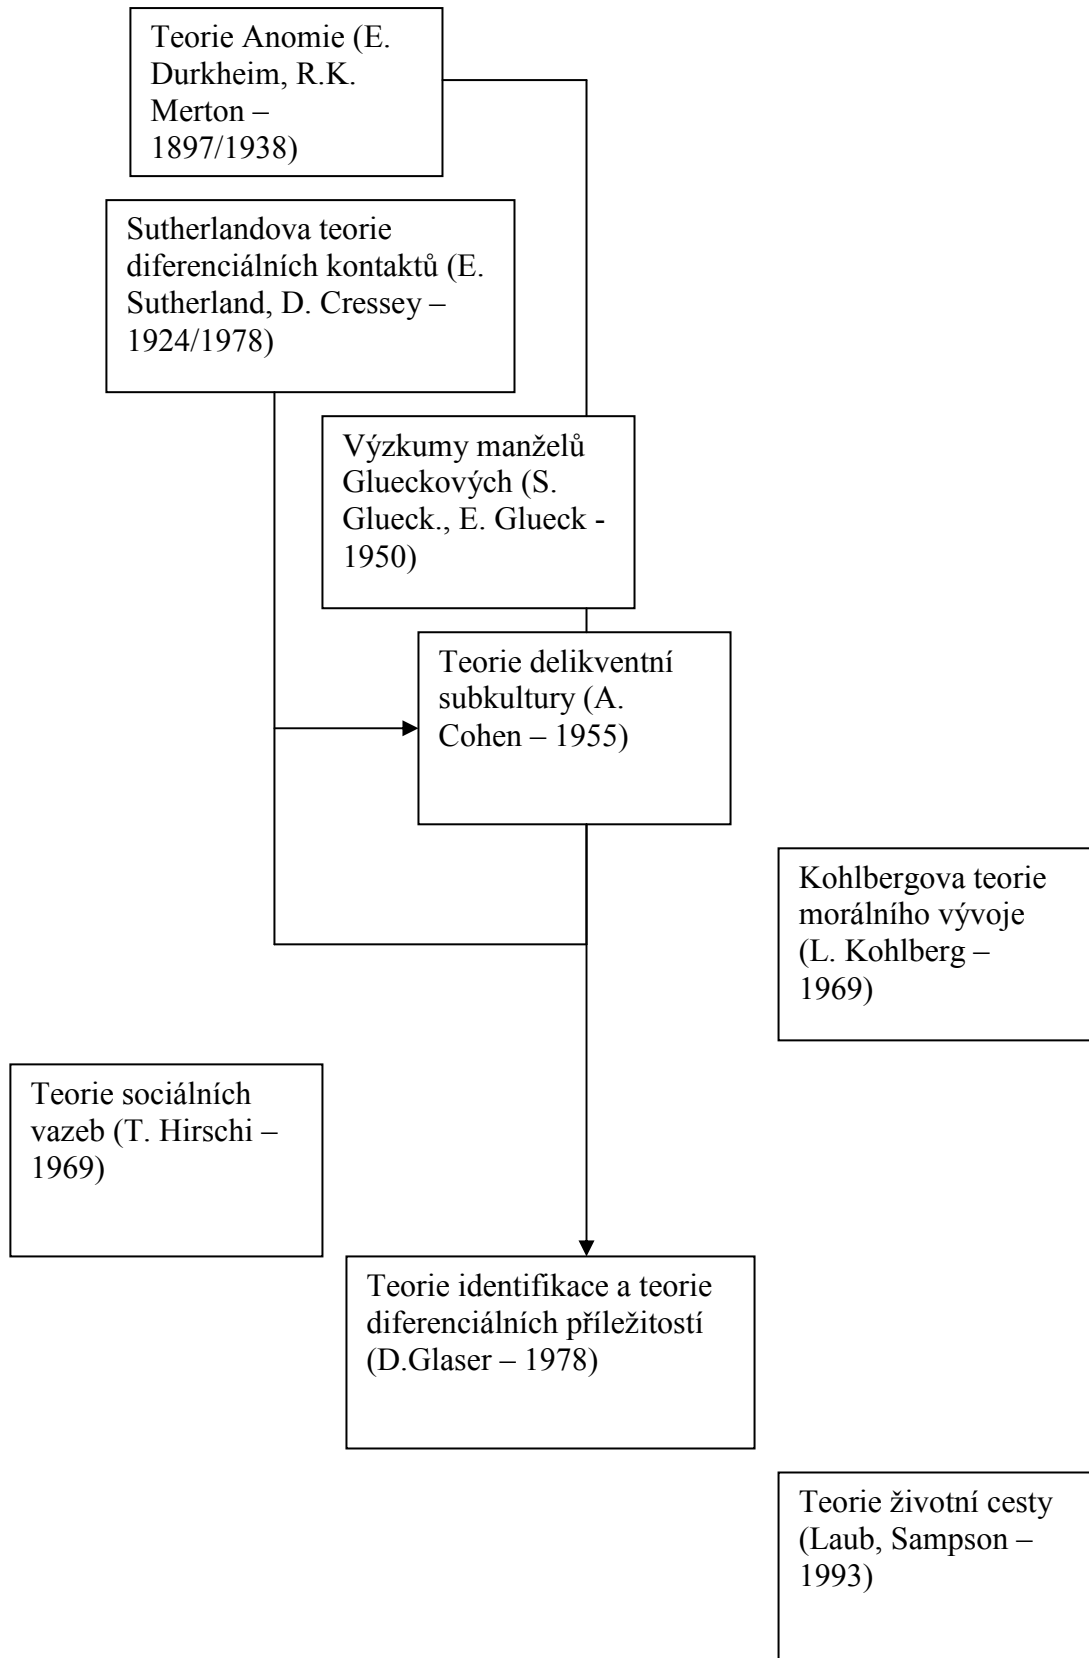 Teorie Anomie (E.
Durkheim, R.K.
Merton –
1897/1938)
Sutherlandova teorie
diferenciálních kontaktů (E.
Sutherland, D. Cressey –
1924/1978)
Výzkumy manželů
Glueckových (S.
Glueck., E. Glueck -
1950)
Teorie delikventní
subkultury (A.
Cohen – 1955)
Kohlbergova teorie
morálního vývoje
(L. Kohlberg –
1969)
Teorie sociálních
vazeb (T. Hirschi –
1969)
Teorie identifikace a teorie
diferenciálních příležitostí
(D.Glaser – 1978)
Teorie životní cesty
(Laub, Sampson –
1993)